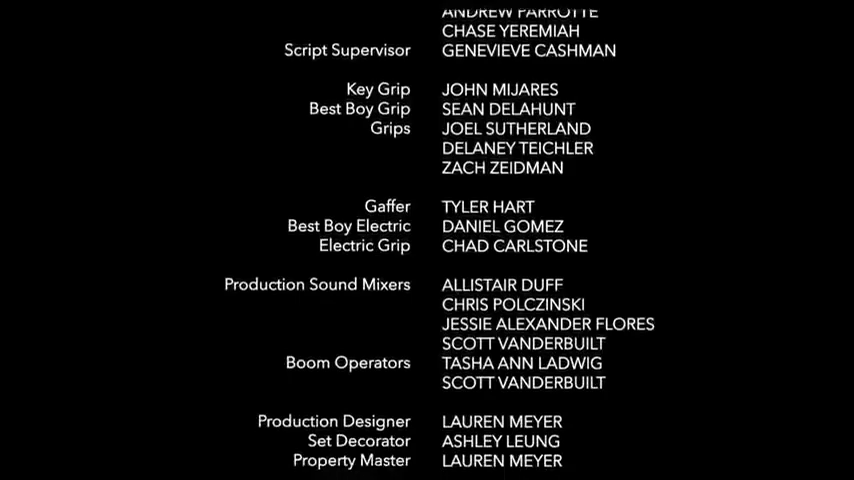 ANDREW PARROTTE
CHASE YEREMIAH
Script Supervisor GENEVIEVE CASHMAN
Key Grip JOHN MIJARES
Best Boy Grip SEAN DELAHUNT
Grips JOEL SUTHERLAND
DELANEY TEICHLER
ZACH ZEIDMAN
Gaffer TYLER HART
Best Boy Electric DANIEL GOMEZ
Electric Grip CHAD CARLSTONE
Production Sound Mixers ALLISTAIR DUFF
CHRIS POLCZINSKI
JESSIE ALEXANDER FLORES
SCOTT VANDERBUILT
Boom Operators TASHA ANN LADWIG
SCOTT VANDERBUILT
Production Designer LAUREN MEYER
Set Decorator ASHLEY LEUNG
Property Master LAUREN MEYER